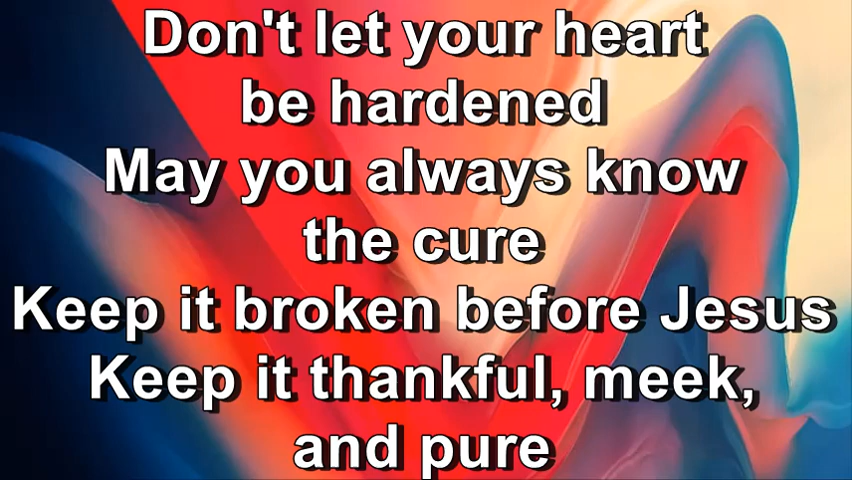 Don't let your heart
be hardened
May you always know
the cure
Keep it broken before Jesus
Keep it thankful, meek,
and pure